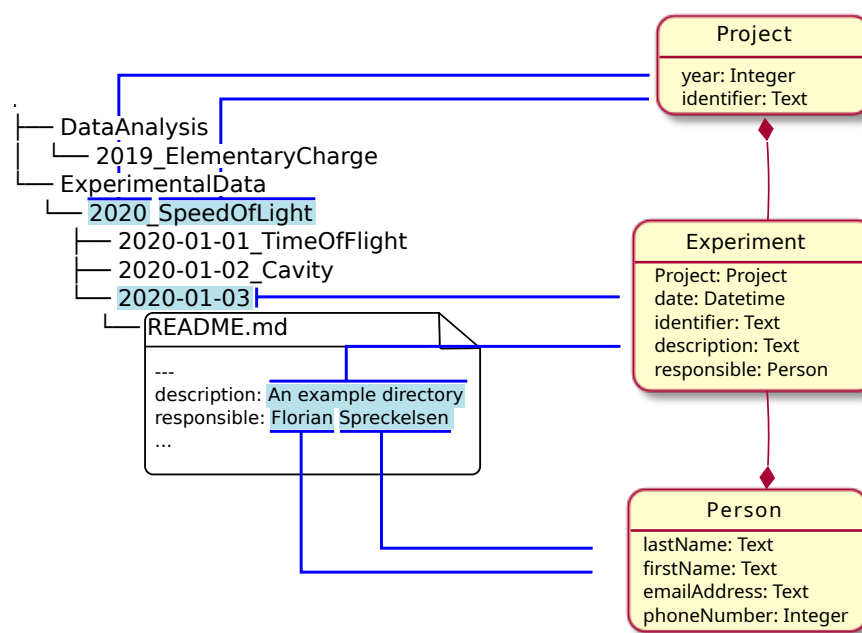 .
DataAnalysis
2019_ElementaryCharge
ExperimentalData
2020_SpeedOfLight
2020-01-01_TimeOfFlight
2020-01-02_Cavity
2020-01-03
README.md
---
description: An example directory
responsible: Florian Spreckelsen
...
Project
year: Integer
identifier: Text
Experiment
Project: Project
date: Datetime
identifier: Text
description: Text
responsible: Person
Person
lastName: Text
firstName: Text
emailAddress: Text
phoneNumber: Integer